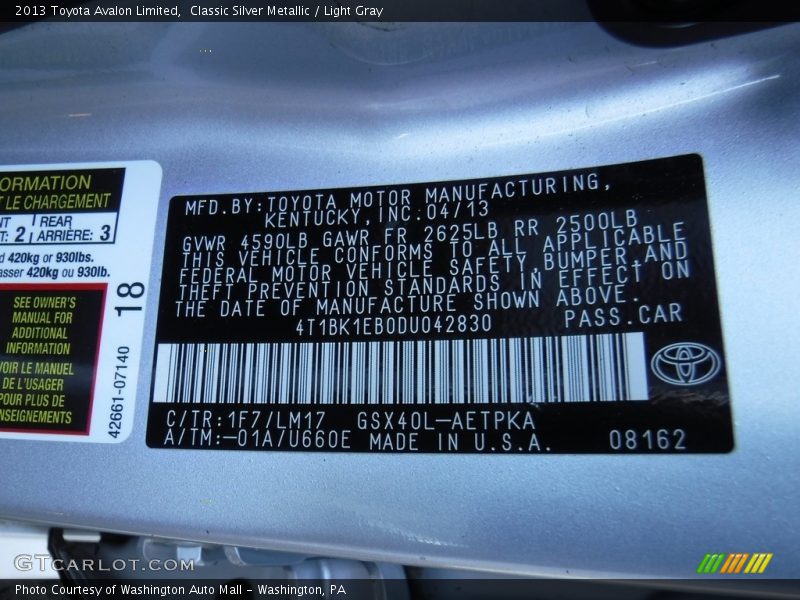 2013 Toyota Avalon Limited,  Classic Silver Metallic / Light Gray
ORMATION
LE CHARGEMENT
2 | REAR
ARRIÈRE: 3
420kg or 930lbs.
asser 420kg ou 930lb.
SEE OWNER'S
MANUAL FOR
ADDITIONAL
INFORMATION
VOIR LE MANUEL
DE L'USAGER
POUR PLUS DE
NSEIGNEMENTS
18
42661-07140
MFD.BY:TOYOTA MOTOR MANUFACTURING,
KENTUCKY,INC.04/13
GVWR 4590LB GAWR FR 2625LB RR 2500LB
THIS VEHICLE CONFORMS TO ALL APPLICABLE
FEDERAL MOTOR VEHICLE SAFETY,BUMPER,AND
THEFT PREVENTION STANDARDS IN EFFECT ON
THE DATE OF MANUFACTURE SHOWN ABOVE.
4T1BK1EB0DU042830 PASS.CAR
C/TR:1F7/LM17 GSX40L-AETPKA
A/TM:-01A/U660E MADE IN U.S.A. 08162
GTCARLOT.COM
Photo Courtesy of Washington Auto Mall - Washington, PA